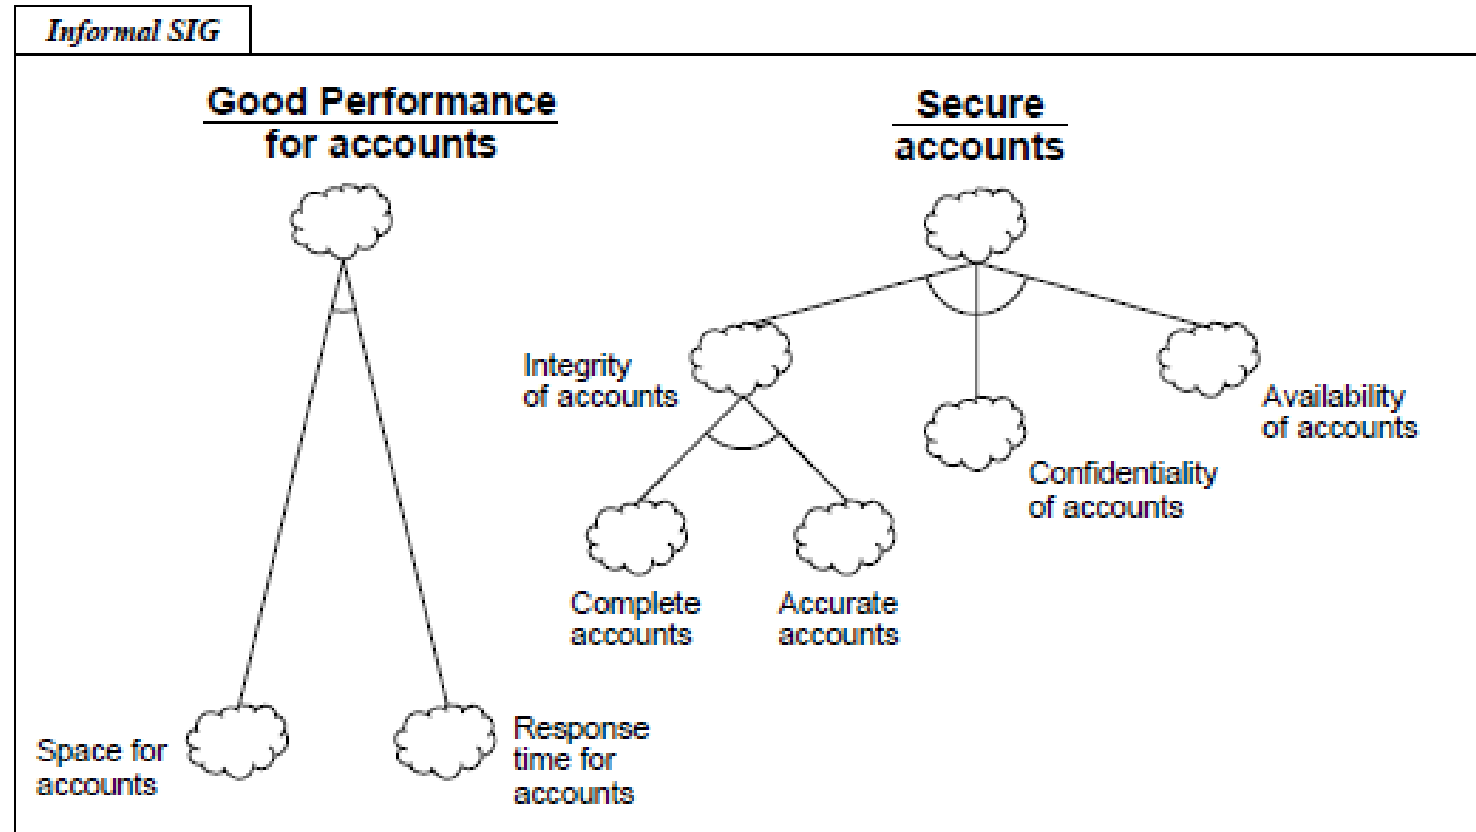 Informal SIG
Good Performance
for accounts
Secure
accounts
Integrity
of accounts
Availability
of accounts
Confidentiality
of accounts
Complete
accounts
Accurate
accounts
Space for
accounts
Response
time for
accounts